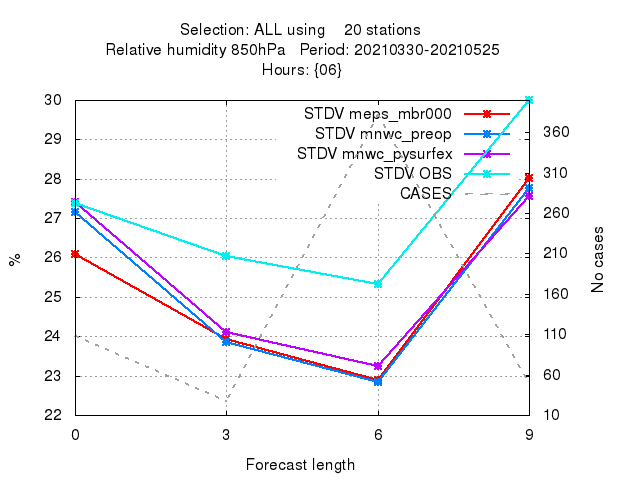 Selection: ALL using 20 stations
Relative humidity 850hPa Period: 20210330-20210525
Hours: {06}
STDV meps_mbr000
STDV mnwc_preop
STDV mnwc_pysurfex
STDV OBS
CASES
30
29
28
27
26
25
24
23
22
%
360
310
260
210
160
110
60
10
No cases
0 3 6 9
Forecast length